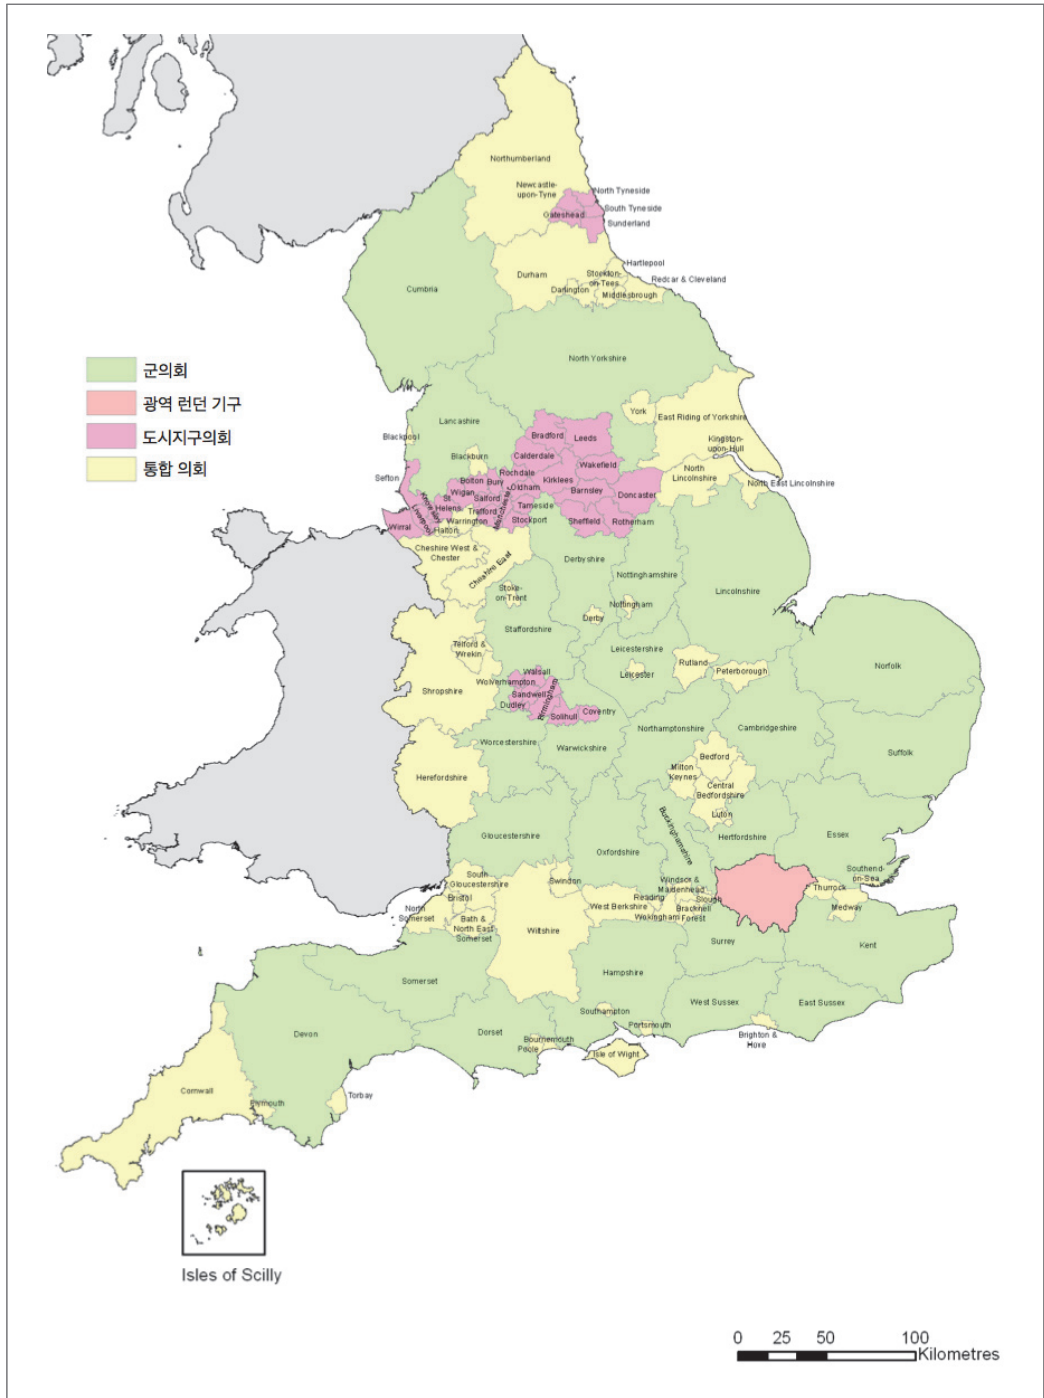 Northumberland
Newcastle-
upon-Tyne
North Tyneside
South Tyneside
Gateshead
Sunderland
Hartlepool
Durham
Stockton-
on-Tees
Redcar & Cleveland
Darlington
Middlesbrough
Cumbria
North Yorkshire
군의회
광역 런던 기구
도시지구의회
통합 의회
York
East Riding of Yorkshire
Lancashire
Blackpool
Bradford
Leeds
Kingston-
upon-Hull
Blackburn
Calderdale
Wakefield
Sefton
Rochdale
Bolton
Bury
Kirklees
North
Lincolnshire
North East Lincolnshire
Wigan
Oldham
Barnsley
Doncaster
St
Helens
Salford
Knowsley
Liverpool
Manchester
Trafford
Tameside
Wirral
Warrington
Stockport
Sheffield
Rotherham
Halton
Cheshire West &
Chester
Cheshire East
Derbyshire
Nottinghamshire
Lincolnshire
Stoke-
on-Trent
Nottingham
Derby
Staffordshire
Telford &
Wrekin
Leicestershire
Leicester
Rutland
Peterborough
Norfolk
Shropshire
Walsall
Wolverhampton
Sandwell
Dudley
Birmingham
Solihull
Coventry
Worcestershire
Warwickshire
Northamptonshire
Cambridgeshire
Suffolk
Herefordshire
Bedford
Milton
Keynes
Central
Bedfordshire
Luton
Gloucestershire
Oxfordshire
Buckinghamshire
Hertfordshire
Essex
South
Gloucestershire
Swindon
Windsor &
Maidenhead
Southend-
on-Sea
Thurrock
Bristol
Reading
Slough
North
Somerset
West Berkshire
Bracknell
Forest
Wokingham
Medway
Bath &
North East
Somerset
Wiltshire
Surrey
Kent
Somerset
Hampshire
West Sussex
East Sussex
Devon
Dorset
Southampton
Portsmouth
Brighton &
Hove
Bournemouth
Poole
Isle of Wight
Cornwall
Plymouth
Torbay
Isles of Scilly
0 25 50 100
Kilometres